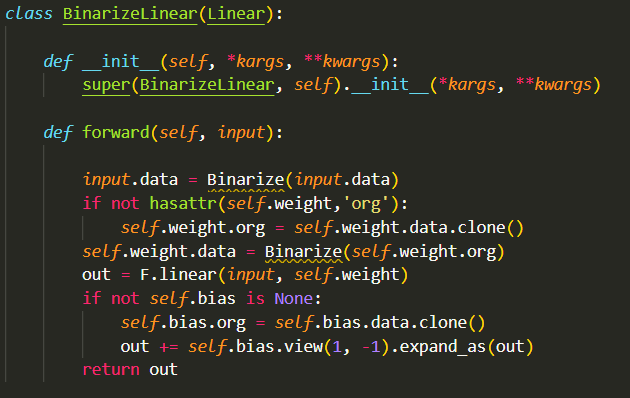 class BinarizeLinear(Linear):
def __init__(self, *kargs, **kwargs):
super(BinarizeLinear, self).__init__(*kargs, **kwargs)
def forward(self, input):
input.data = Binarize(input.data)
if not hasattr(self.weight,'org'):
self.weight.org = self.weight.data.clone()
self.weight.data = Binarize(self.weight.org)
out = F.linear(input, self.weight)
if not self.bias is None:
self.bias.org = self.bias.data.clone()
out += self.bias.view(1, -1).expand_as(out)
return out